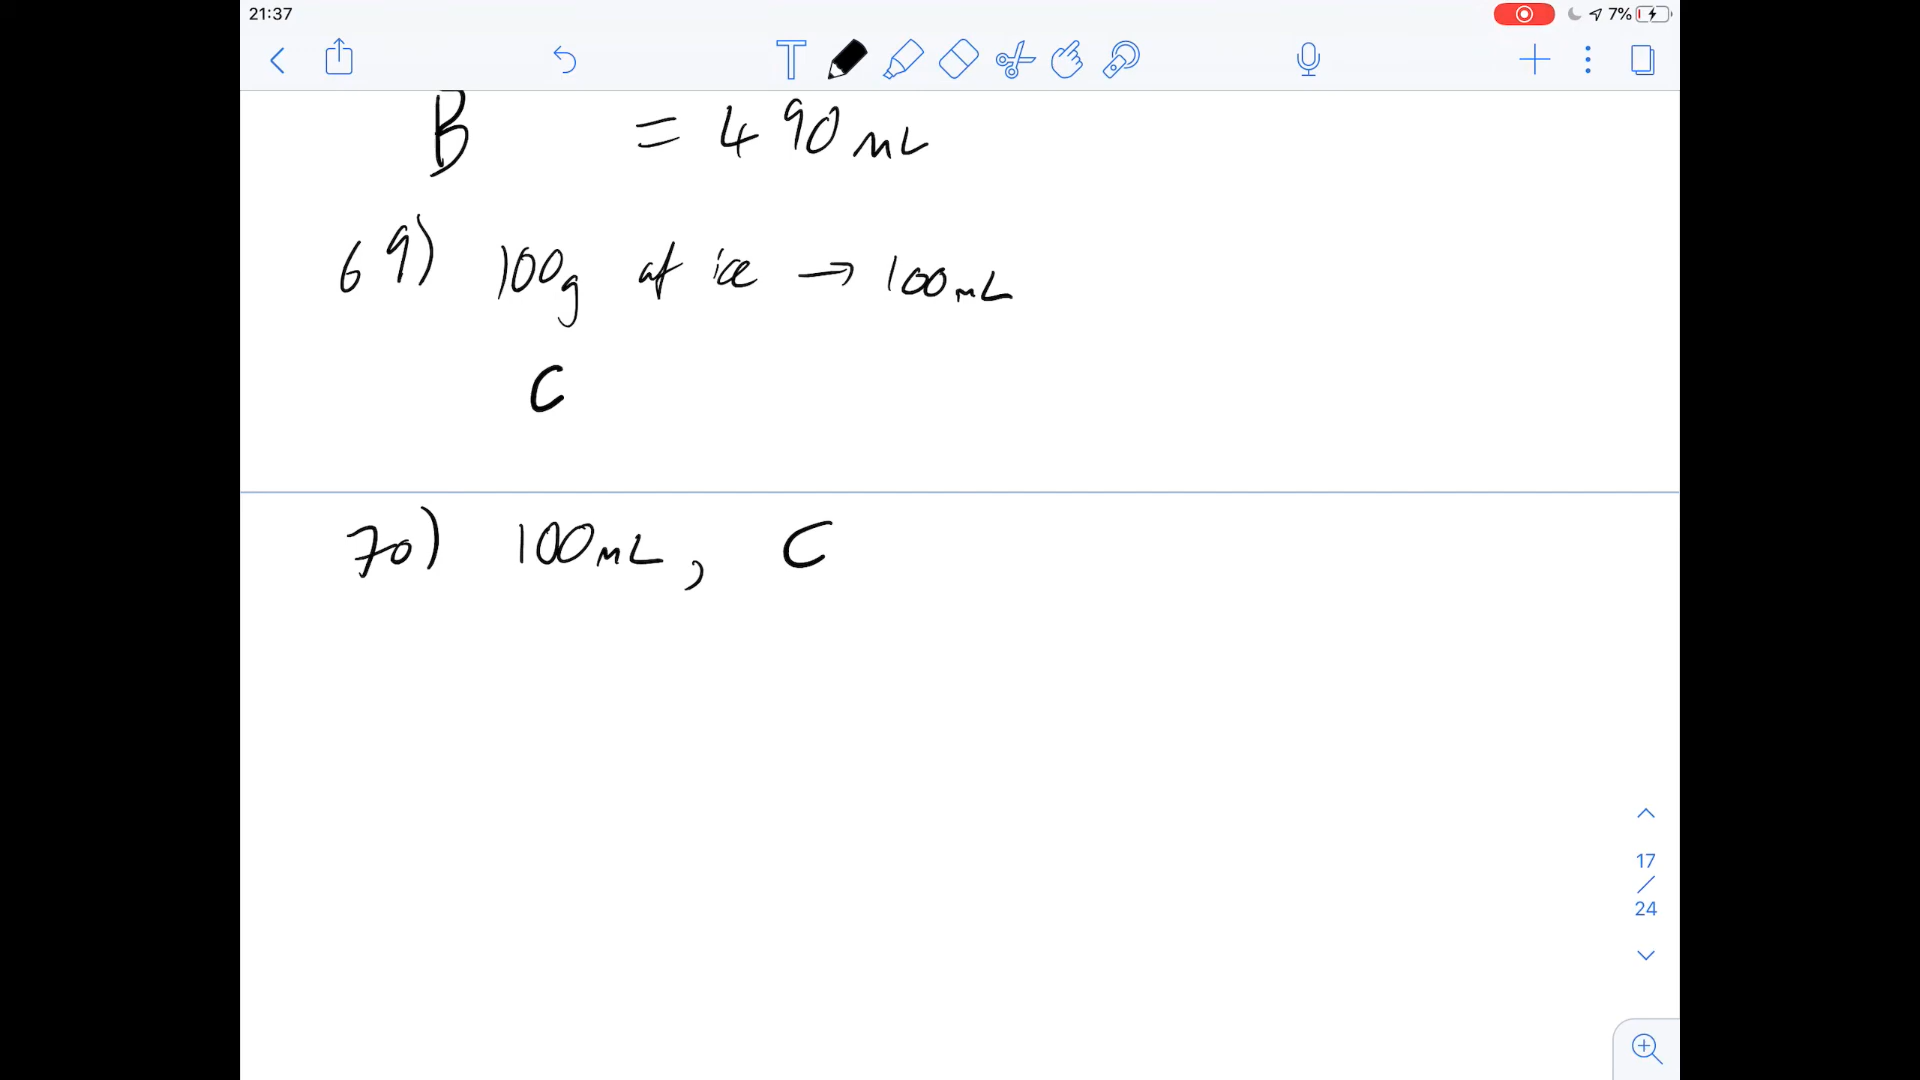 21:37
7%
T
B = 490 mL
69) 100g of ice → 100mL
C
70) 100mL, C
17
/
24